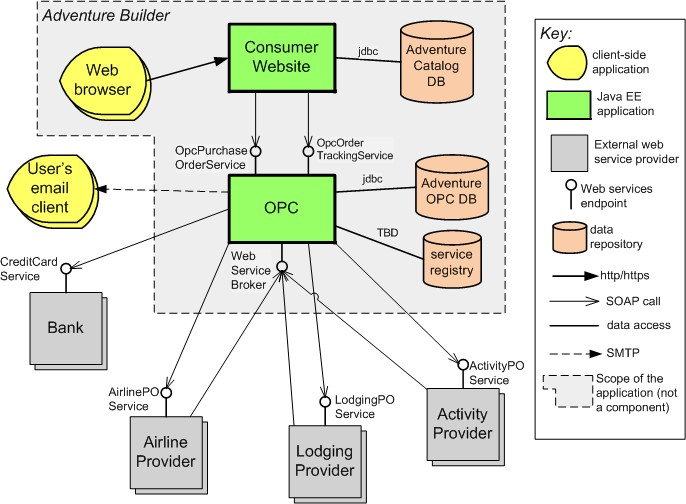 Adventure Builder
Consumer
Website
jdbc
Adventure
Catalog
DB
Web
browser
OpcPurchase
OrderService
OpcOrder
TrackingService
User's
email
client
OPC
jdbc
Adventure
OPC DB
TBD
service
registry
CreditCard
Service
Web
Service
Broker
Bank
AirlinePO
Service
LodgingPO
Service
ActivityPO
Service
Airline
Provider
Lodging
Provider
Activity
Provider
Key:
client-side
application
Java EE
application
External web
service provider
Web services
endpoint
data
repository
http/https
SOAP call
data access
SMTP
Scope of the
application (not
a component)